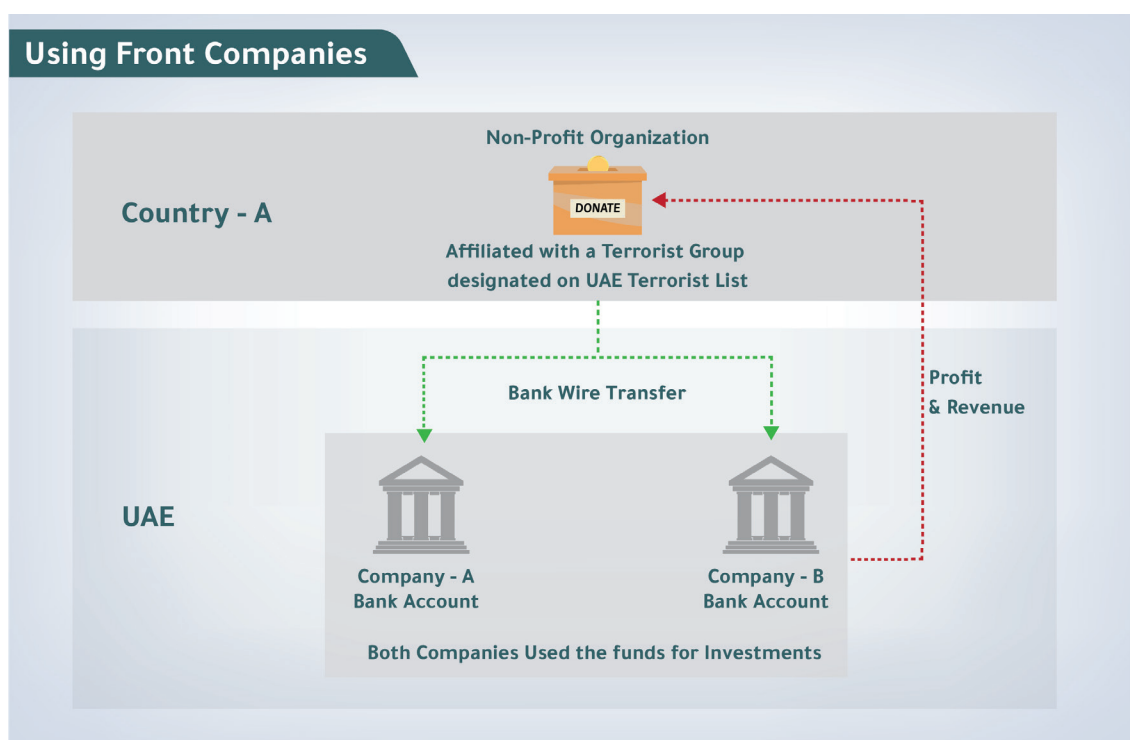 Using Front Companies
Non-Profit Organization
DONATE
Country - A
Affiliated with a Terrorist Group
designated on UAE Terrorist List
Bank Wire Transfer
Profit
& Revenue
UAE
Company - A
Bank Account
Company - B
Bank Account
Both Companies Used the funds for Investments